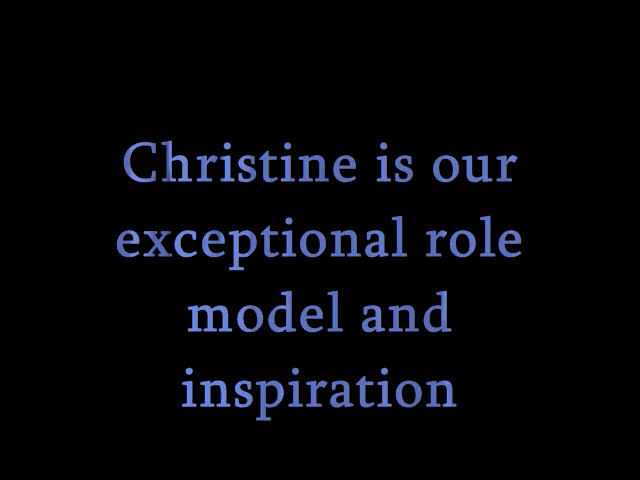 Christine is our
exceptional role
model and
inspiration